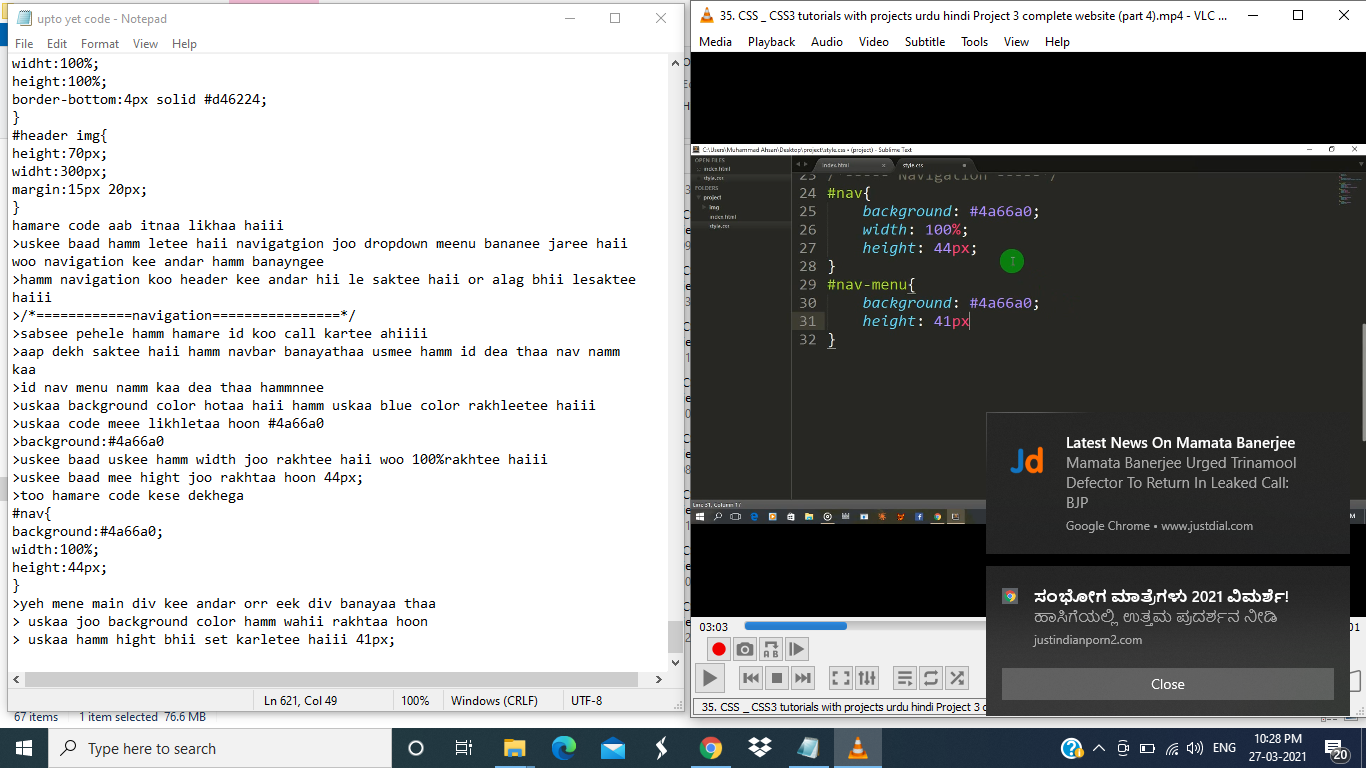 upto yet code - Notepad
File Edit Format View Help
widht:100%;
height:100%;
border-bottom:4px solid #d46224;
}
#header img{
height:70px;
widht:300px;
margin:15px 20px;
}
hamare code aab itnaa likhaa haiii
>uskee baad hamm letee haii navigatgion joo dropdown meenu bananee jaree haii
woo navigation kee andar hamm banayngee
>hamm navigation koo header kee andar hii le saktee haii or alag bhii lesaktee
haiii
>/*============navigation================*/
>sabsee pehele hamm hamare id koo call kartee ahiiii
>aap dekh saktee haii hamm navbar banayathaa usmee hamm id dea thaa nav namm
kaa
>id nav menu namm kaa dea thaa hammnnee
>uskaa background color hotaa haii hamm uskaa blue color rakhleetee haiii
>uskaa code meee likhletaa hoon #4a66a0
>background:#4a66a0
>uskee baad uskee hamm width joo rakhtee haii woo 100%rakhtee haiii
>uskee baad mee hight joo rakhtaa hoon 44px;
>too hamare code kese dekhega
#nav{
background:#4a66a0;
width:100%;
height:44px;
}
>yeh mene main div kee andar orr eek div banayaa thaa
> uskaa joo background color hamm wahii rakhtaa hoon
> uskaa hamm hight bhii set karletee haiii 41px;
Ln 621, Col 49 100% Windows (CRLF) UTF-8
67 items 1 item selected 76.6 MB
35. CSS _ CSS3 tutorials with projects urdu hindi Project 3 complete website (part 4).mp4 - VLC ...
Media Playback Audio Video Subtitle Tools View Help
C:\Users\Muhammad Ahsan\Desktop\project\style.css • (project) - Sublime Text
OPEN FILES
index.html
style.css
FOLDERS
project
img
index.html
style.css
index.html style.css
23 /* ----- Navigation ----- */
24 #nav{
25 background: #4a66a0;
26 width: 100%;
27 height: 44px;
28 }
29 #nav-menu{
30 background: #4a66a0;
31 height: 41px
32 }
Line 31, Column 17
03:03
35. CSS _ CSS3 tutorials with projects urdu hindi Project 3 c
Jd
Latest News On Mamata Banerjee
Mamata Banerjee Urged Trinamool
Defector To Return In Leaked Call:
BJP
Google Chrome • www.justdial.com
ಸಂಭೋಗ ಮಾತ್ರೆಗಳು 2021 ವಿಮರ್ಶೆ!
ಹಾಸಿಗೆಯಲ್ಲಿ ಉತ್ತಮ ಪ್ರದರ್ಶನ ನೀಡಿ
justindianporn2.com
Close
Type here to search
ENG
10:28 PM
27-03-2021
20